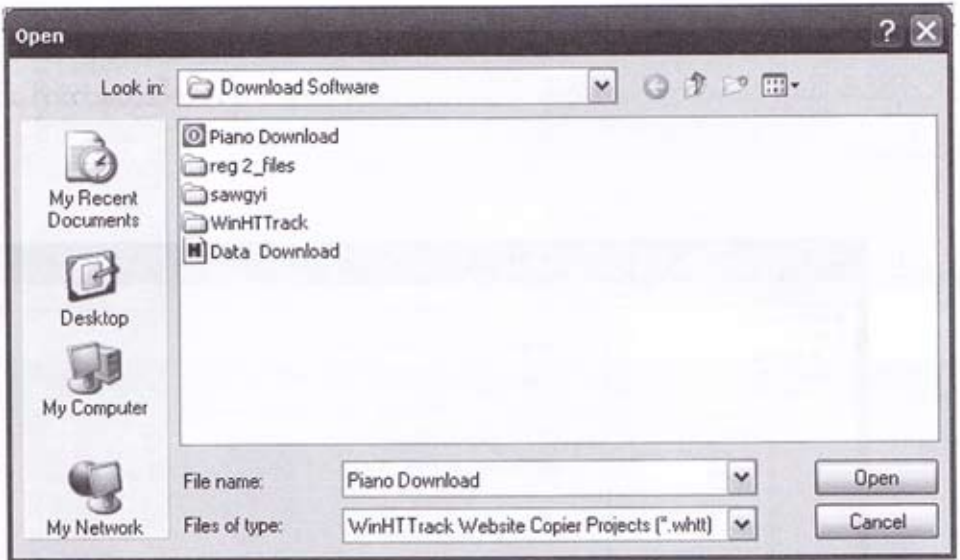 Open
Look in: Download Software
My Recent Documents
Desktop
My Computer
My Network
Piano Download
reg 2_files
sawgyi
WinHTTrack
Data Download
File name: Piano Download
Open
Files of type: WinHTTrack Website Copier Projects (*.whtt)
Cancel